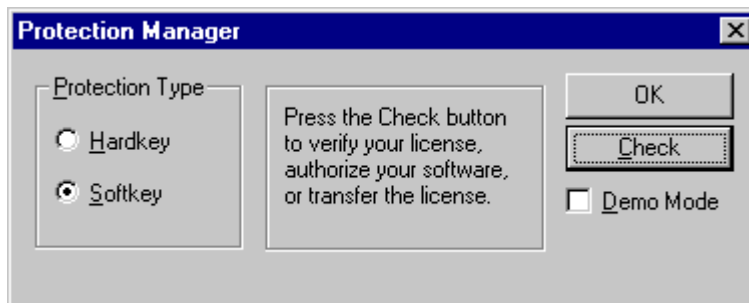 Protection Manager
Protection Type
Hardkey
Softkey
Press the Check button
to verify your license,
authorize your software,
or transfer the license.
OK
Check
Demo Mode